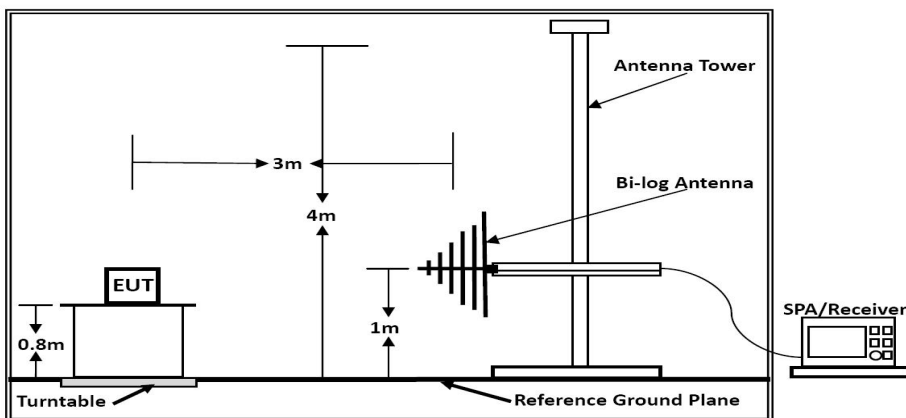 Antenna Tower
3m
Bi-log Antenna
4m
EUT
SPA/Receiver
1m
0.8m
Turntable
Reference Ground Plane